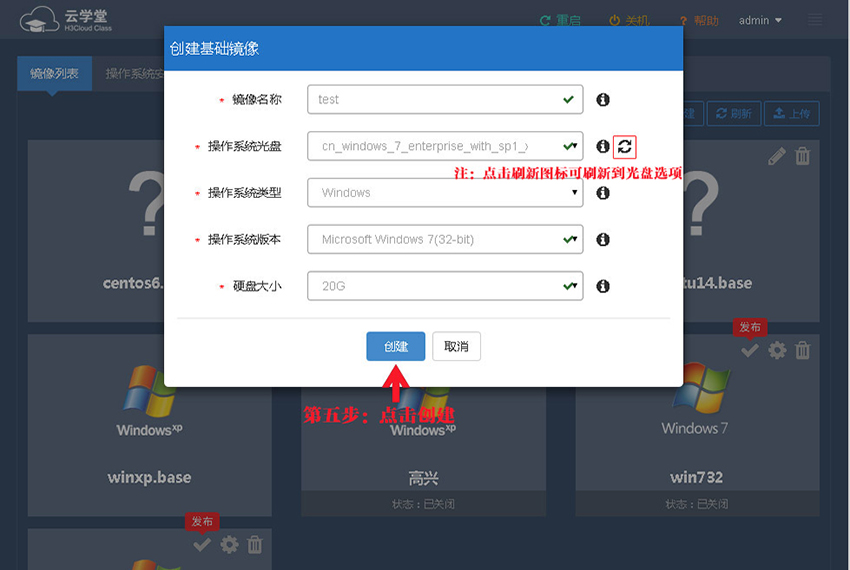 云学堂
H3Cloud Class
重启
关机
帮助
admin
镜像列表
操作系统安
建
刷新
上传
创建基础镜像
* 镜像名称
test
* 操作系统光盘
cn_windows_7_enterprise_with_sp1_x
注：点击刷新图标可刷新到光盘选项
* 操作系统类型
Windows
* 操作系统版本
Microsoft Windows 7(32-bit)
* 硬盘大小
20G
创建
取消
第五步：点击创建
centos6.
tu14.base
发布
Windows xp
Windows xp
Windows 7
winxp.base
高兴
win732
状态：已关闭
状态：已关闭
发布